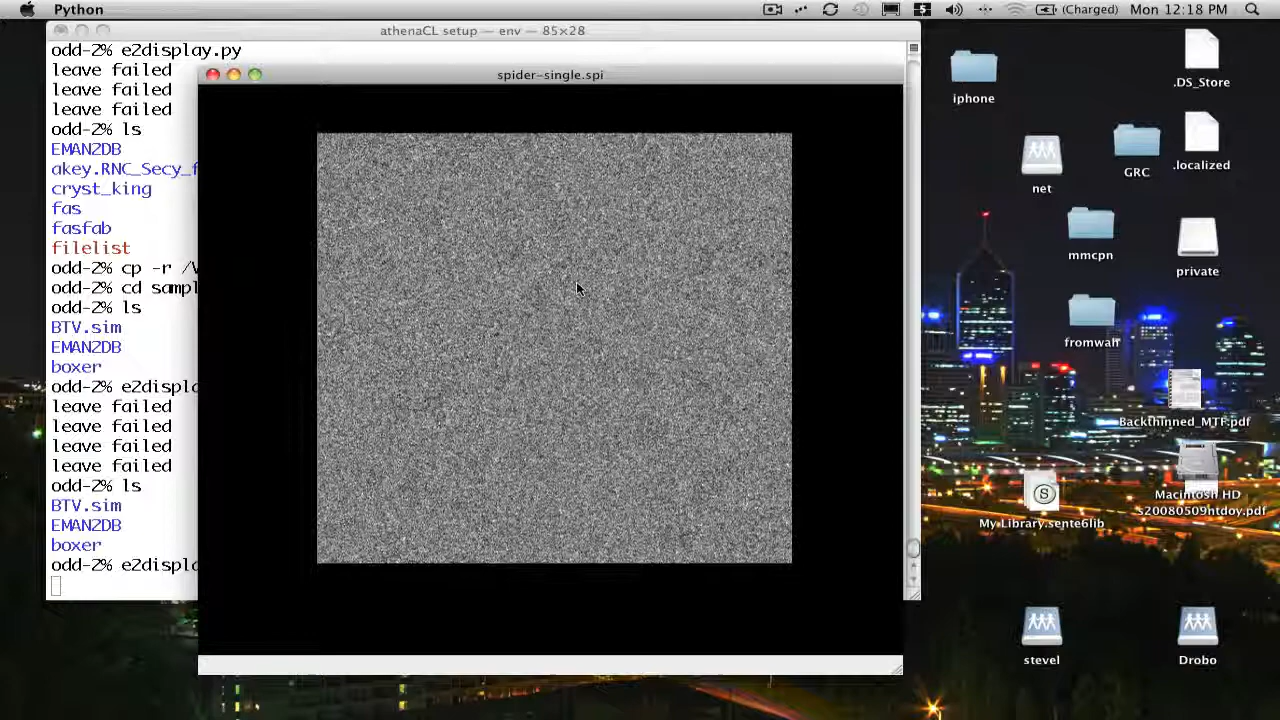 Python
(Charged)
Mon 12:18 PM
athenaCL setup — env — 85×28
odd-2% e2display.py
leave failed
leave failed
leave failed
odd-2% ls
EMAN2DB
akey.RNC_Secy_f
cryst_king
fas
fasfab
filelist
odd-2% cp -r /V
odd-2% cd sampl
odd-2% ls
BTV.sim
EMAN2DB
boxer
odd-2% e2displa
leave failed
leave failed
leave failed
leave failed
odd-2% ls
BTV.sim
EMAN2DB
boxer
odd-2% e2displa
spider-single.spi
iphone
.DS_Store
net
GRC
.localized
mmcpn
private
fromwah
Backthinned_MTF.pdf
My Library.sente6lib
Macintosh HD
s20080509htdoy.pdf
stevel
Drobo